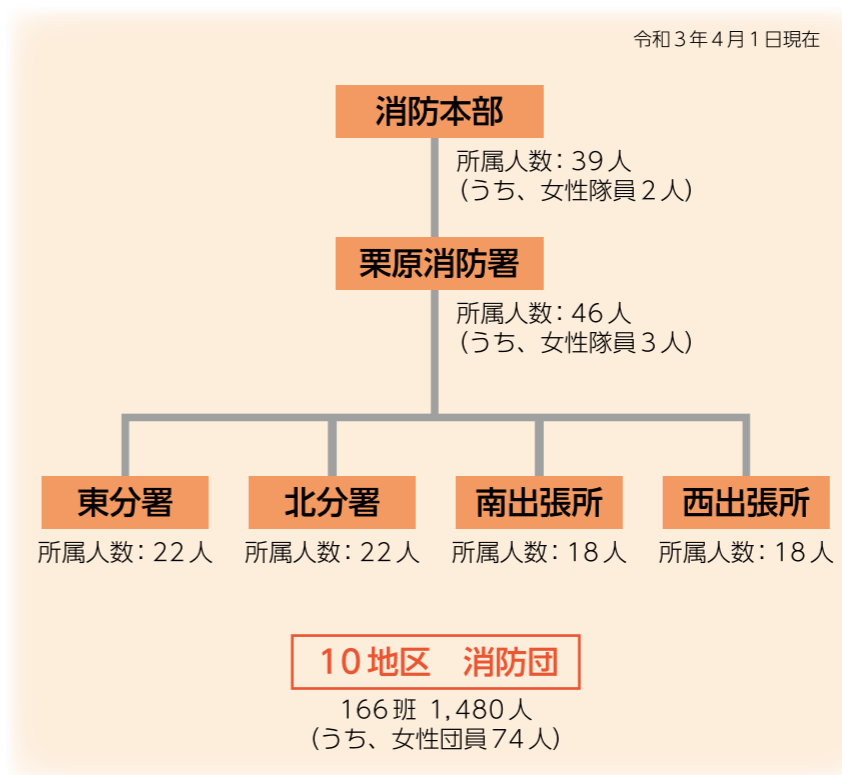 令和3年4月1日現在
消防本部
所属人数：39人
（うち、女性隊員2人）
栗原消防署
所属人数：46人
（うち、女性隊員3人）
東分署
所属人数：22人
北分署
所属人数：22人
南出張所
所属人数：18人
西出張所
所属人数：18人
10地区　消防団
166班 1,480人
（うち、女性団員74人）